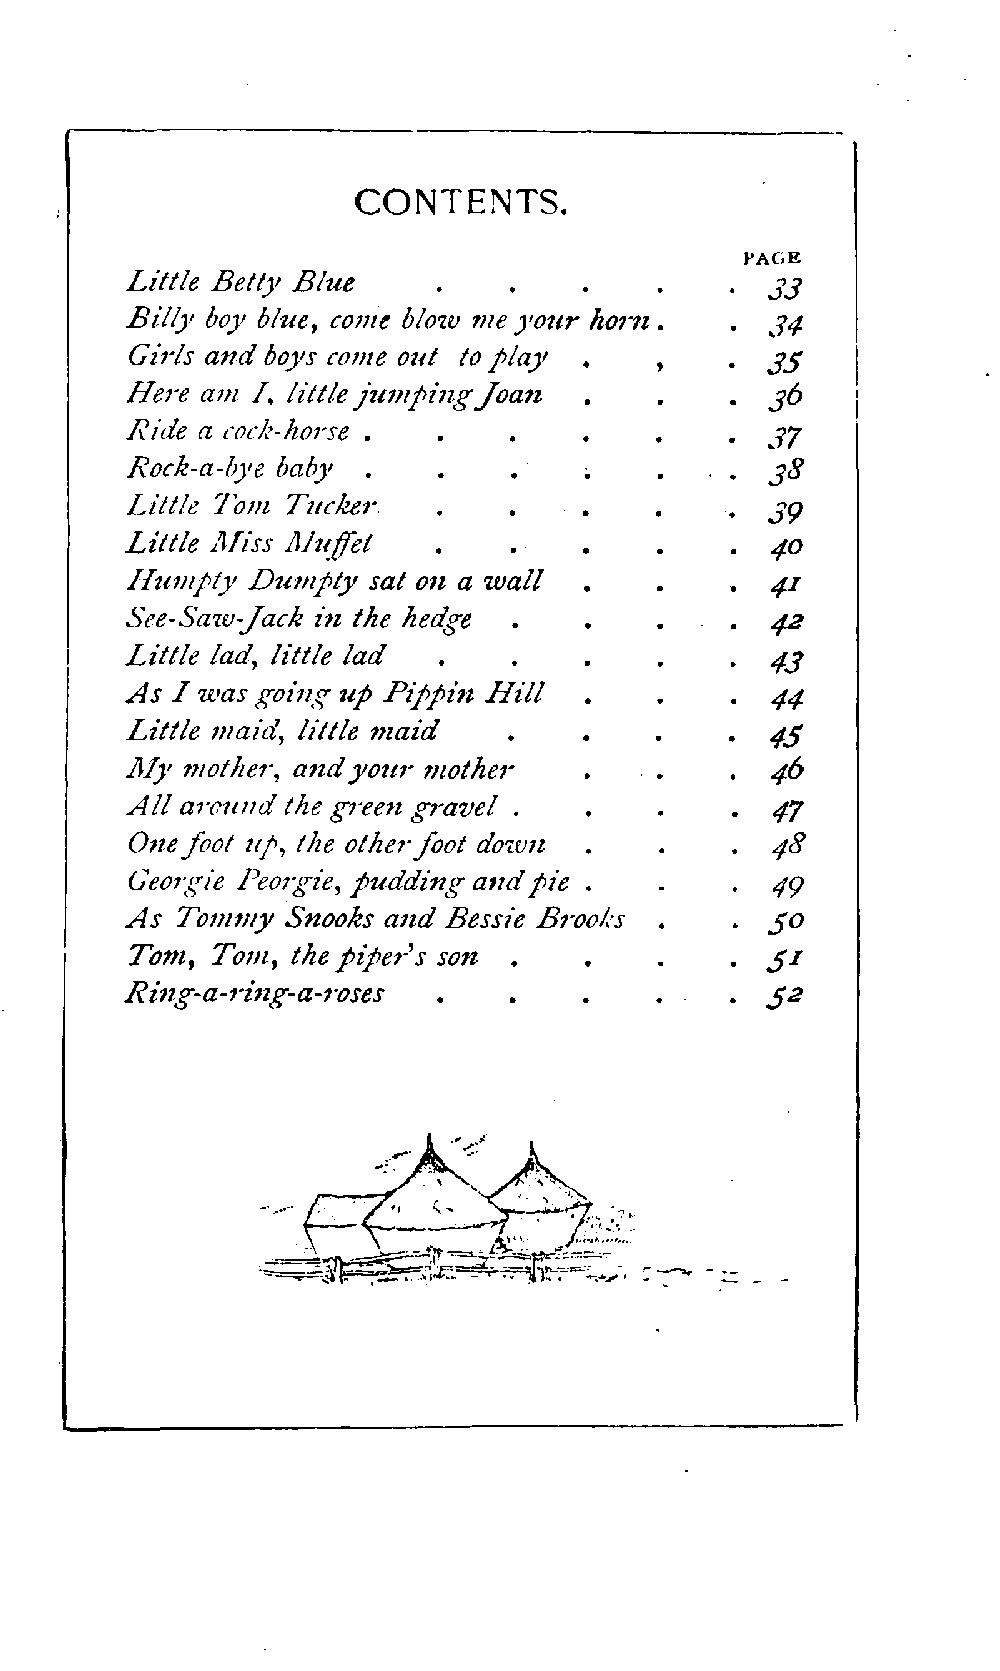 CONTENTS.
PAGE
Little Betty Blue . . . . . 33
Billy boy blue, come blow me your horn . . 34
Girls and boys come out to play . , . 35
Here am I, little jumping Joan . . . 36
Ride a cock-horse . . . . . . 37
Rock-a-bye baby . . . . . . 38
Little Tom Tucker . . . . . 39
Little Miss Muffet . . . . . 40
Humpty Dumpty sat on a wall . . . 41
See-Saw-Jack in the hedge . . . . 42
Little lad, little lad . . . . . 43
As I was going up Pippin Hill . . . 44
Little maid, little maid . . . . 45
My mother, and your mother . . . 46
All around the green gravel . . . . 47
One foot up, the other foot down . . . 48
Georgie Peorgie, pudding and pie . . . 49
As Tommy Snooks and Bessie Brooks . . 50
Tom, Tom, the piper's son . . . . 51
Ring-a-ring-a-roses . . . . . 52